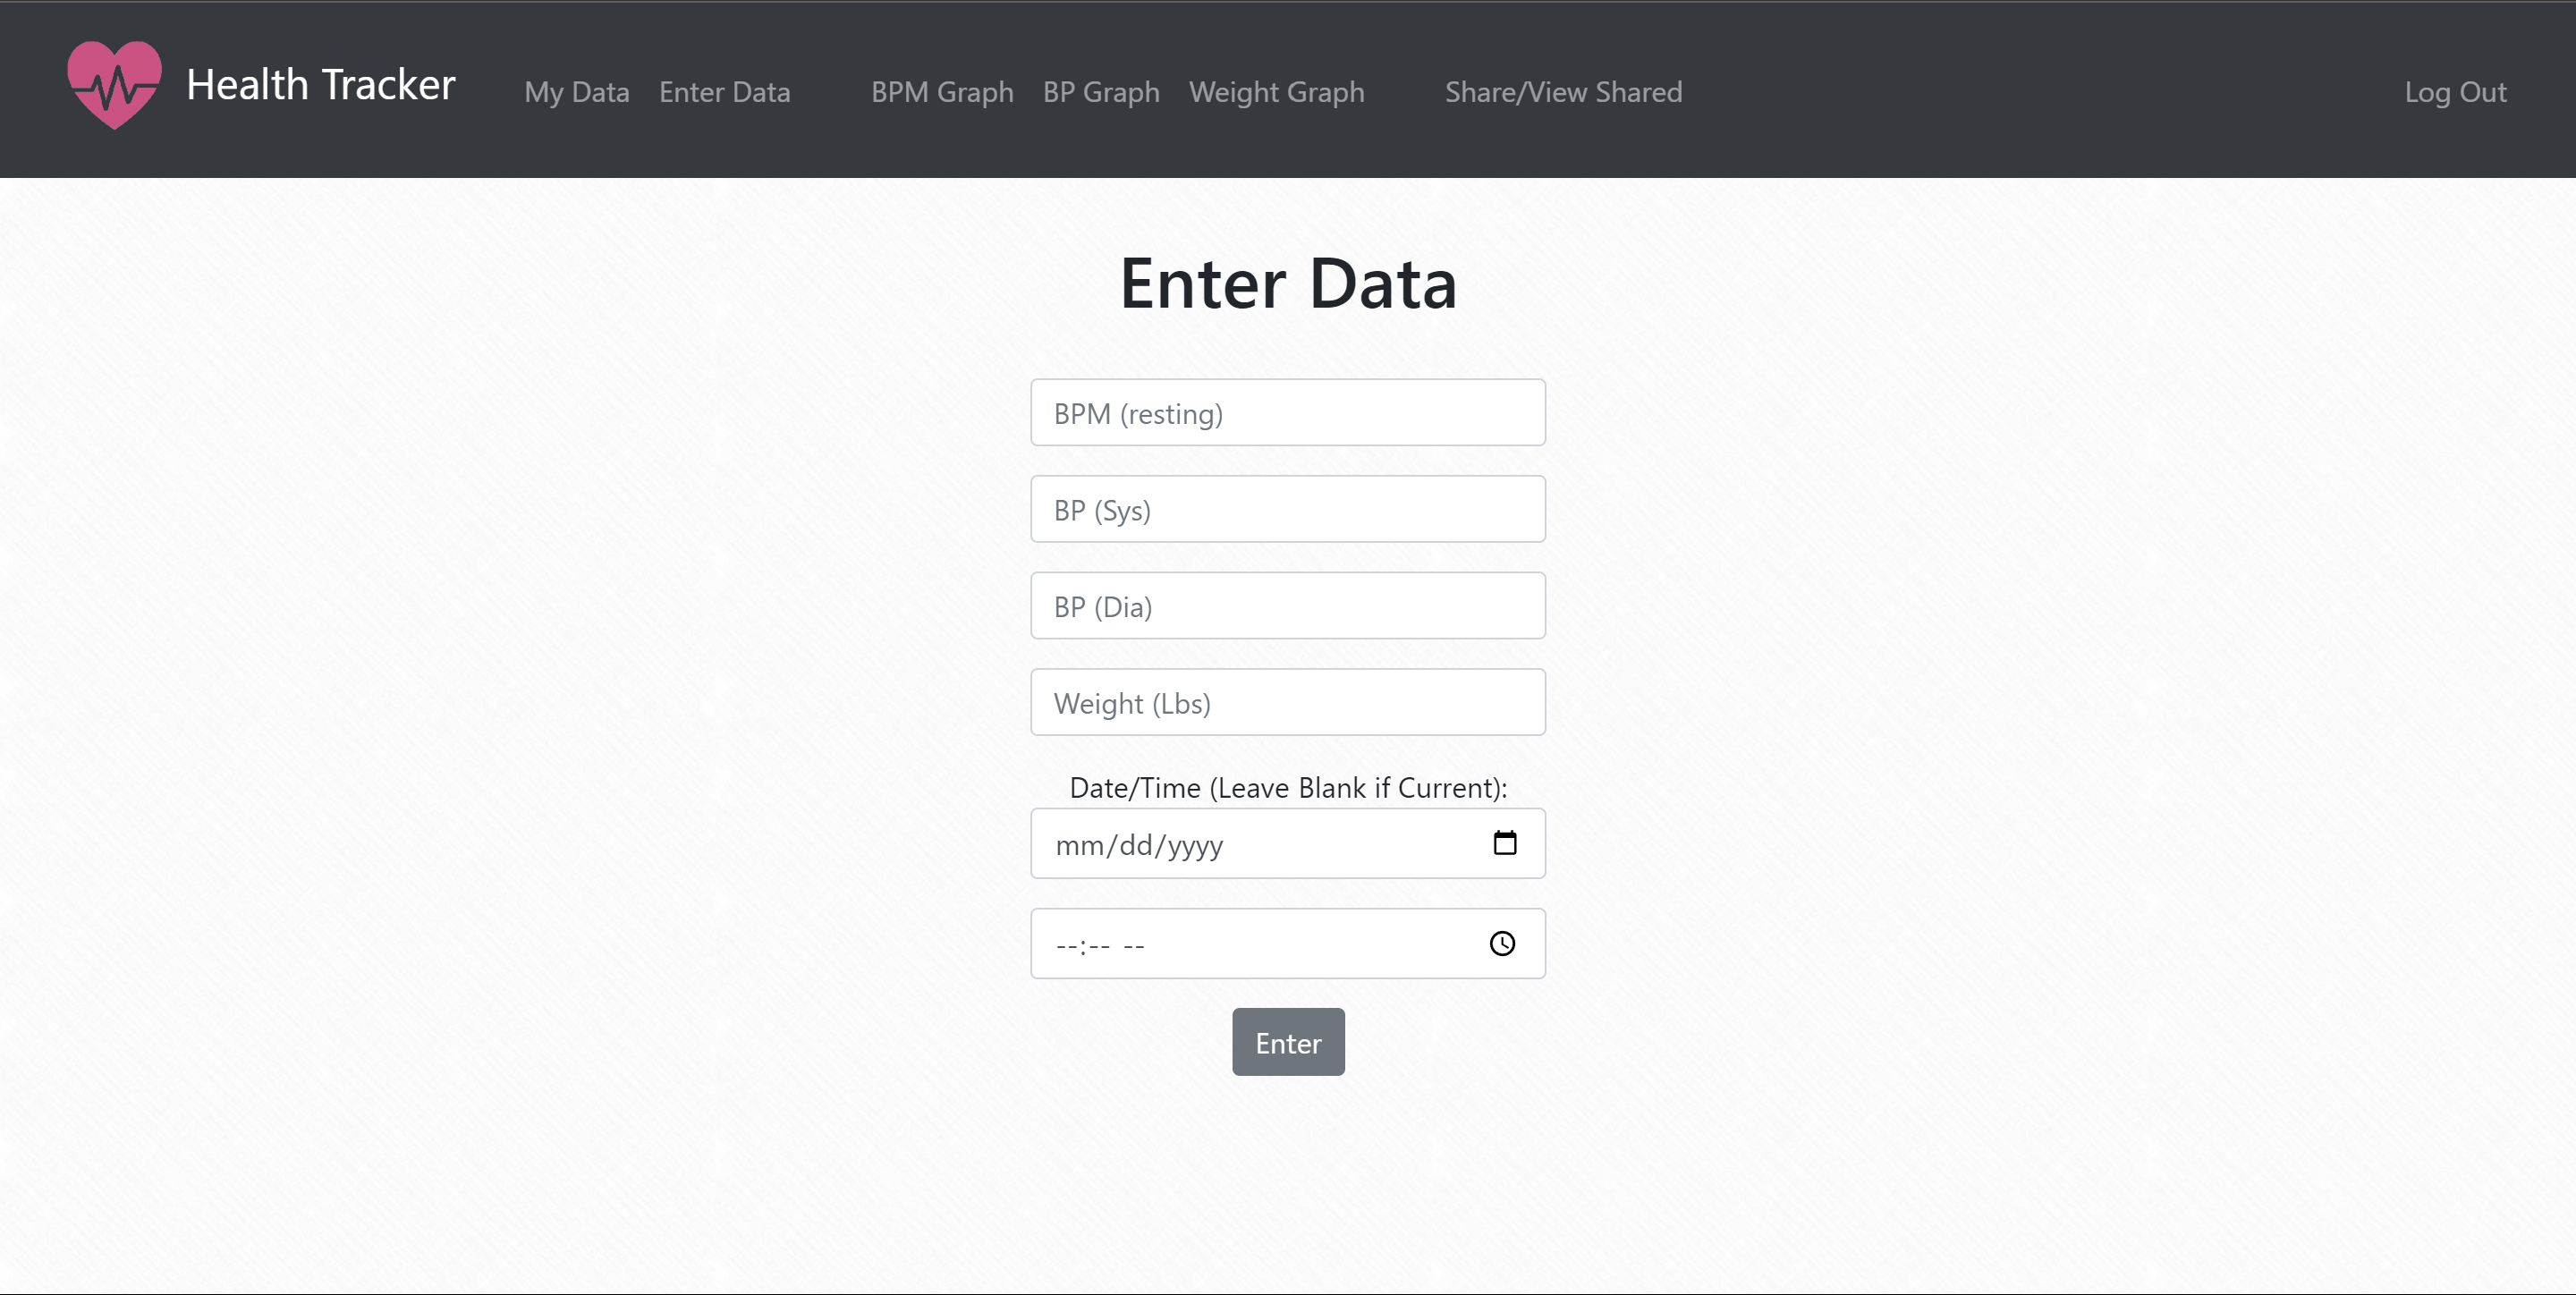 Health Tracker My Data Enter Data BPM Graph BP Graph Weight Graph Share/View Shared Log Out
Enter Data
BPM (resting)
BP (Sys)
BP (Dia)
Weight (Lbs)
Date/Time (Leave Blank if Current):
mm/dd/yyyy
--:-- --
Enter